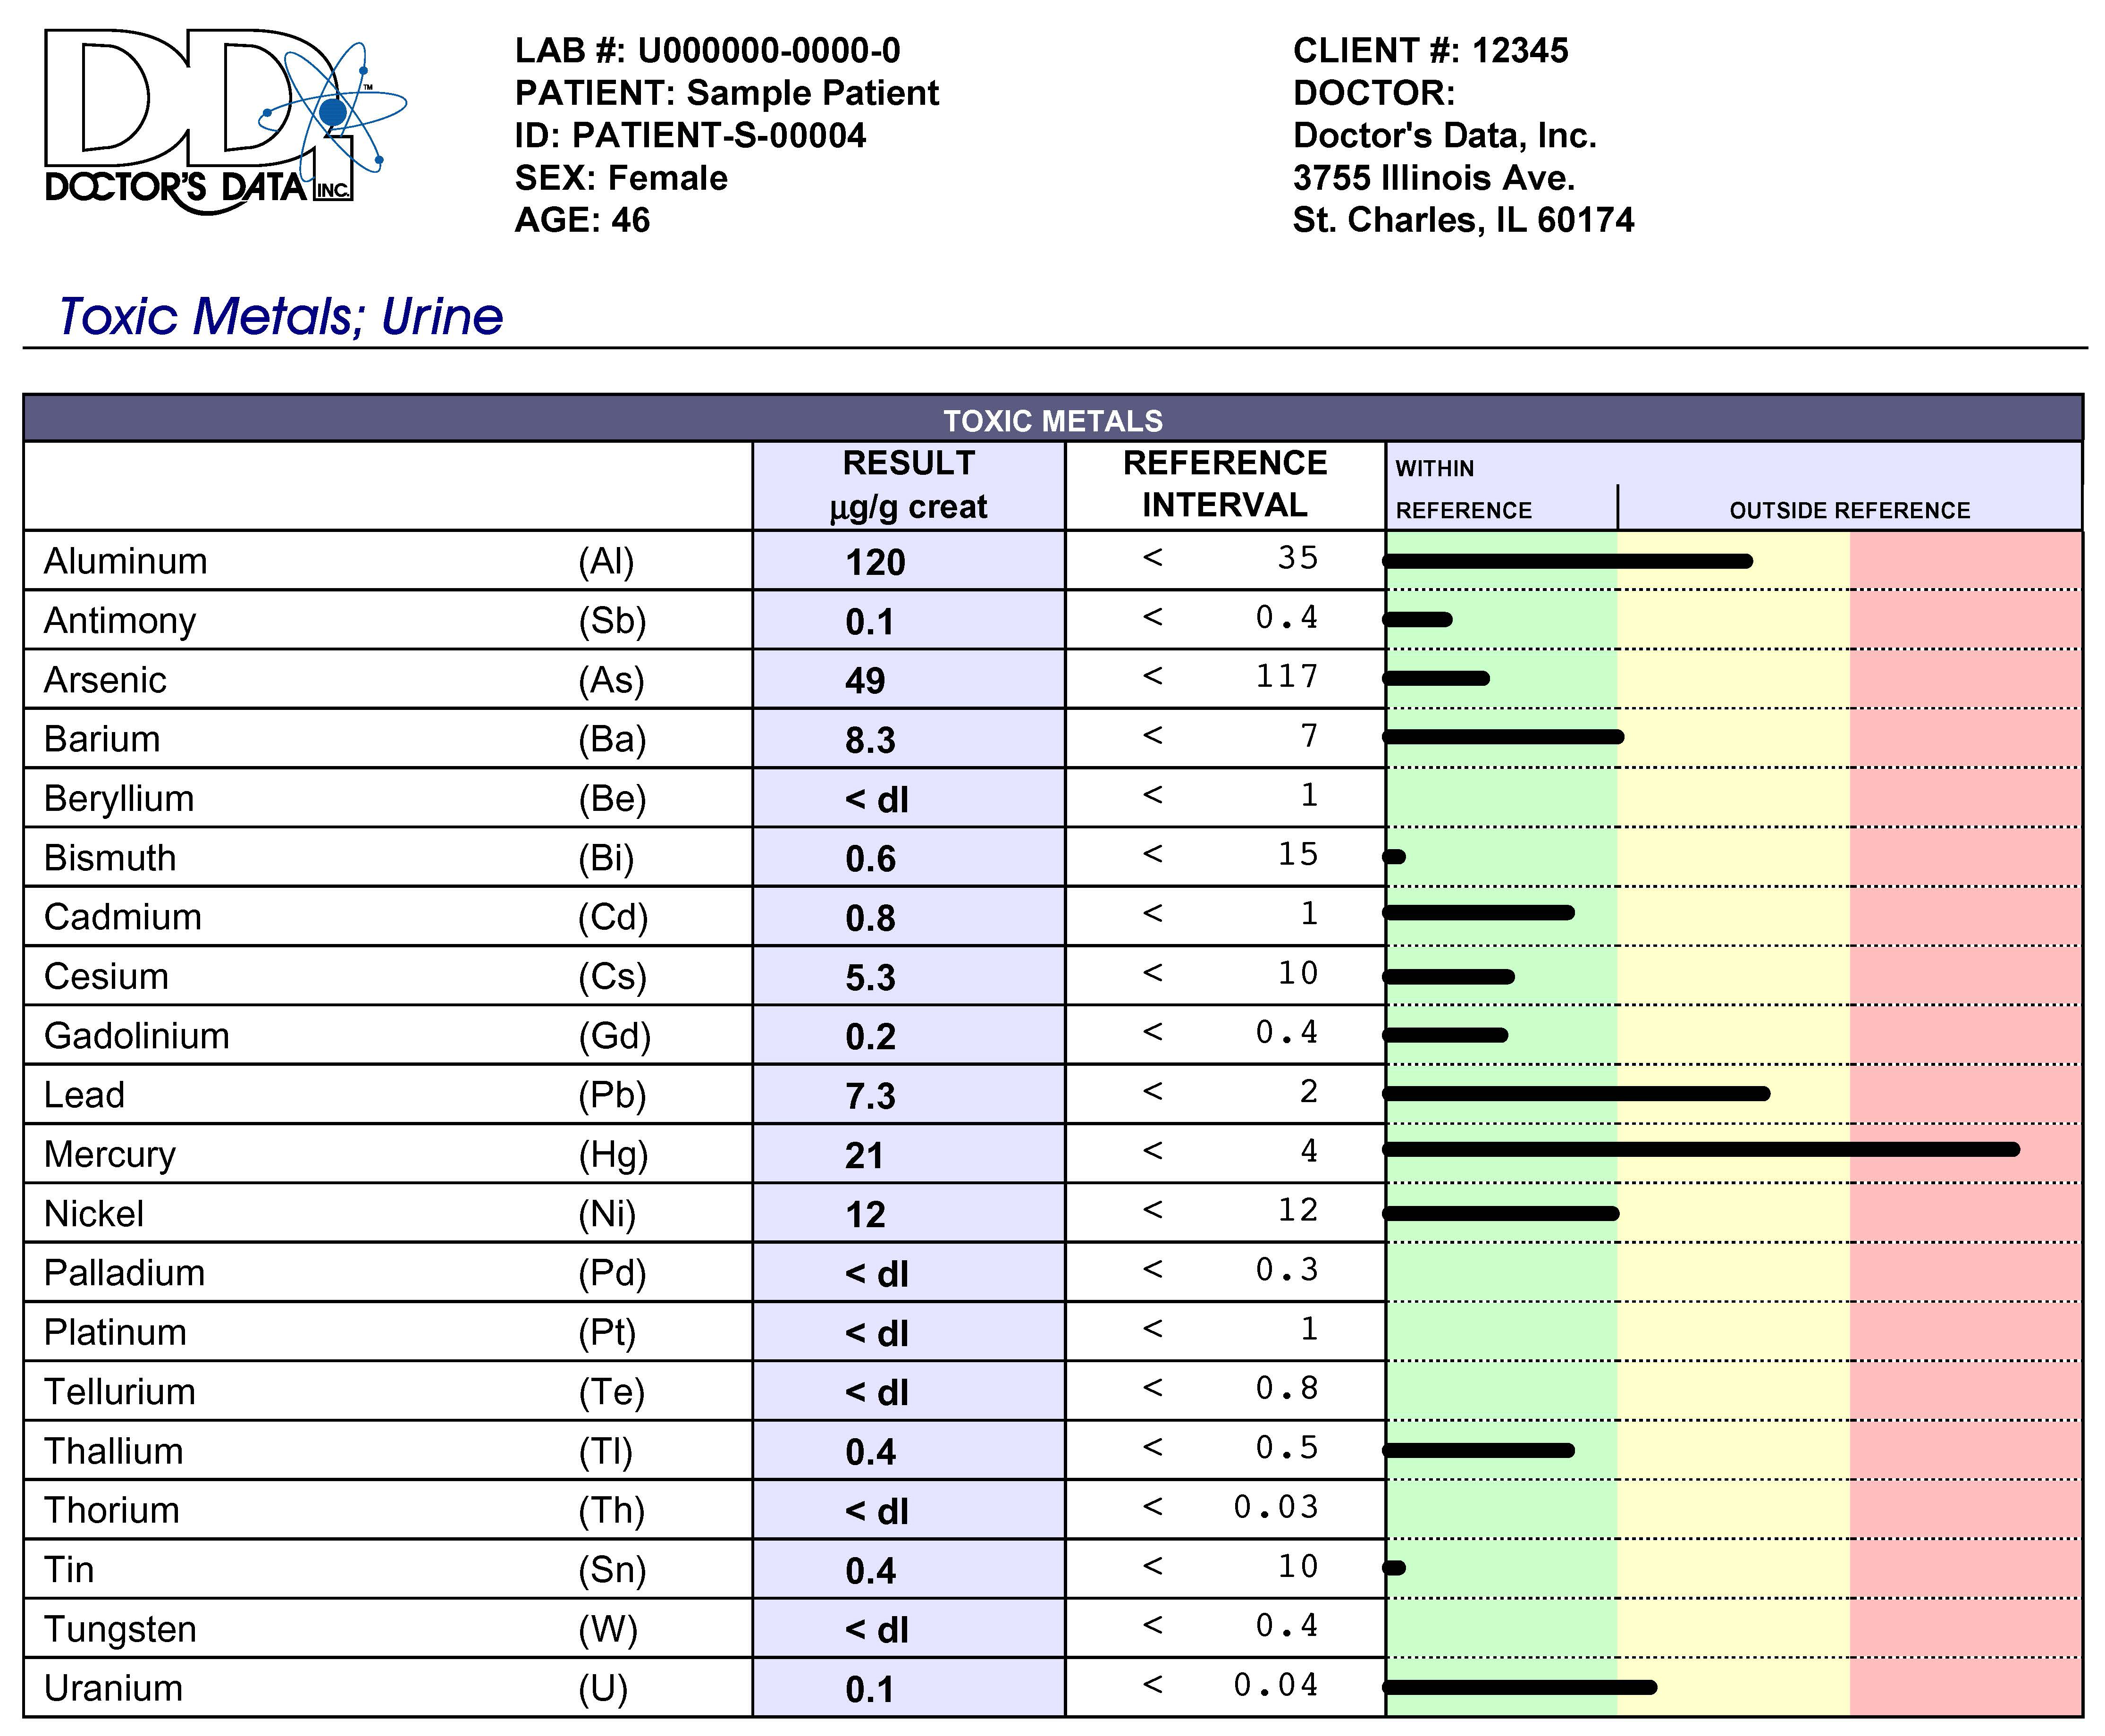 DDI™
DOCTOR'S DATA INC.
LAB #: U000000-0000-0
PATIENT: Sample Patient
ID: PATIENT-S-00004
SEX: Female
AGE: 46
CLIENT #: 12345
DOCTOR:
Doctor's Data, Inc.
3755 Illinois Ave.
St. Charles, IL 60174
Toxic Metals; Urine
TOXIC METALS
RESULT µg/g creat REFERENCE INTERVAL WITHIN REFERENCE OUTSIDE REFERENCE
Aluminum (Al) 120 < 35
Antimony (Sb) 0.1 < 0.4
Arsenic (As) 49 < 117
Barium (Ba) 8.3 < 7
Beryllium (Be) < dl < 1
Bismuth (Bi) 0.6 < 15
Cadmium (Cd) 0.8 < 1
Cesium (Cs) 5.3 < 10
Gadolinium (Gd) 0.2 < 0.4
Lead (Pb) 7.3 < 2
Mercury (Hg) 21 < 4
Nickel (Ni) 12 < 12
Palladium (Pd) < dl < 0.3
Platinum (Pt) < dl < 1
Tellurium (Te) < dl < 0.8
Thallium (Tl) 0.4 < 0.5
Thorium (Th) < dl < 0.03
Tin (Sn) 0.4 < 10
Tungsten (W) < dl < 0.4
Uranium (U) 0.1 < 0.04